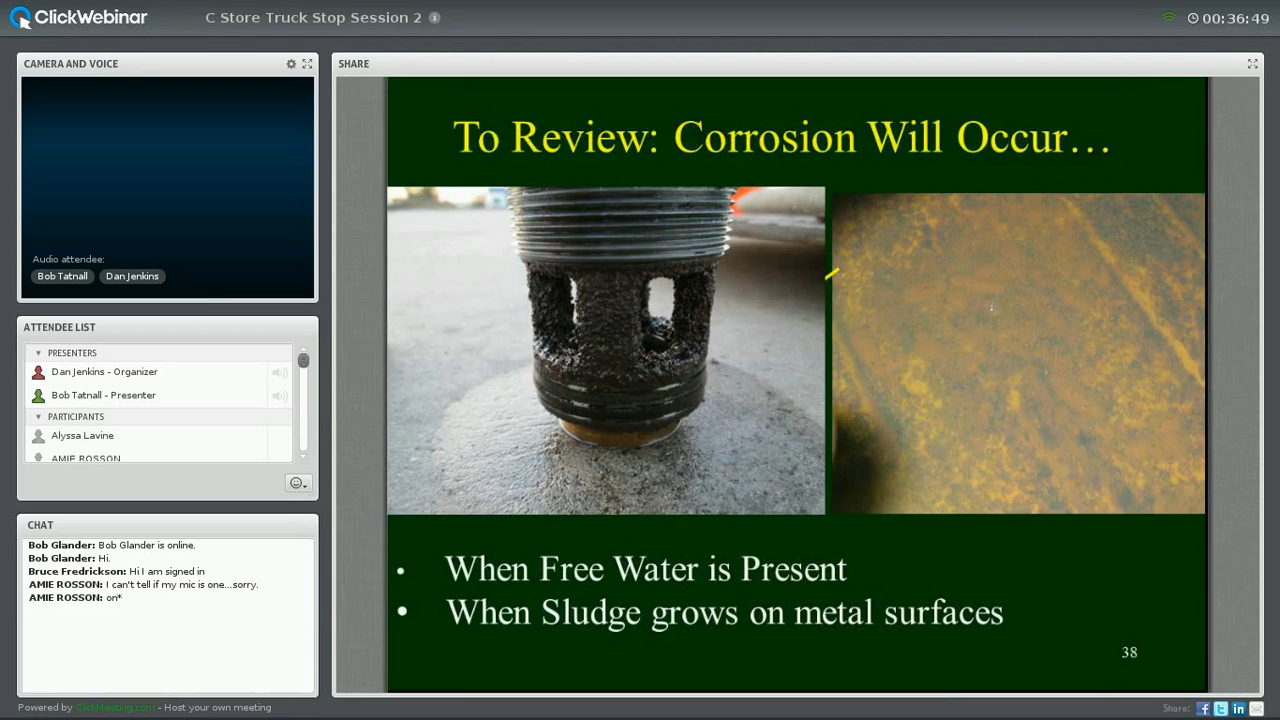 ClickWebinar
C Store Truck Stop Session 2
00:36:49
CAMERA AND VOICE
Audio attendee:
Bob Tatnall Dan Jenkins
ATTENDEE LIST
PRESENTERS
Dan Jenkins - Organizer
Bob Tatnall - Presenter
PARTICIPANTS
Alyssa Lavine
AMIE ROSSON
CHAT
Bob Glander: Bob Glander is online.
Bob Glander: Hi.
Bruce Fredrickson: Hi I am signed in
AMIE ROSSON: I can't tell if my mic is one...sorry.
AMIE ROSSON: on*
SHARE
To Review: Corrosion Will Occur…
• When Free Water is Present
• When Sludge grows on metal surfaces
38
Powered by ClickMeeting.com - Host your own meeting
Share: